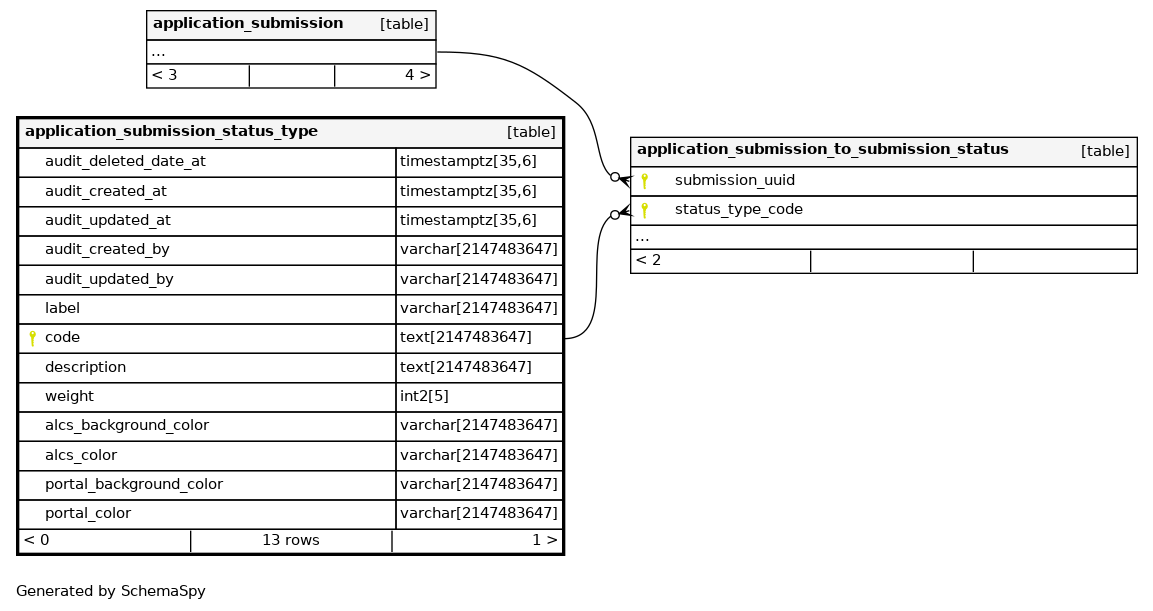 application_submission [table]
...
< 3 4 >
application_submission_status_type [table]
audit_deleted_date_at timestamptz[35,6]
audit_created_at timestamptz[35,6]
audit_updated_at timestamptz[35,6]
audit_created_by varchar[2147483647]
audit_updated_by varchar[2147483647]
label varchar[2147483647]
code text[2147483647]
description text[2147483647]
weight int2[5]
alcs_background_color varchar[2147483647]
alcs_color varchar[2147483647]
portal_background_color varchar[2147483647]
portal_color varchar[2147483647]
< 0 13 rows 1 >
application_submission_to_submission_status [table]
submission_uuid
status_type_code
...
< 2
Generated by SchemaSpy